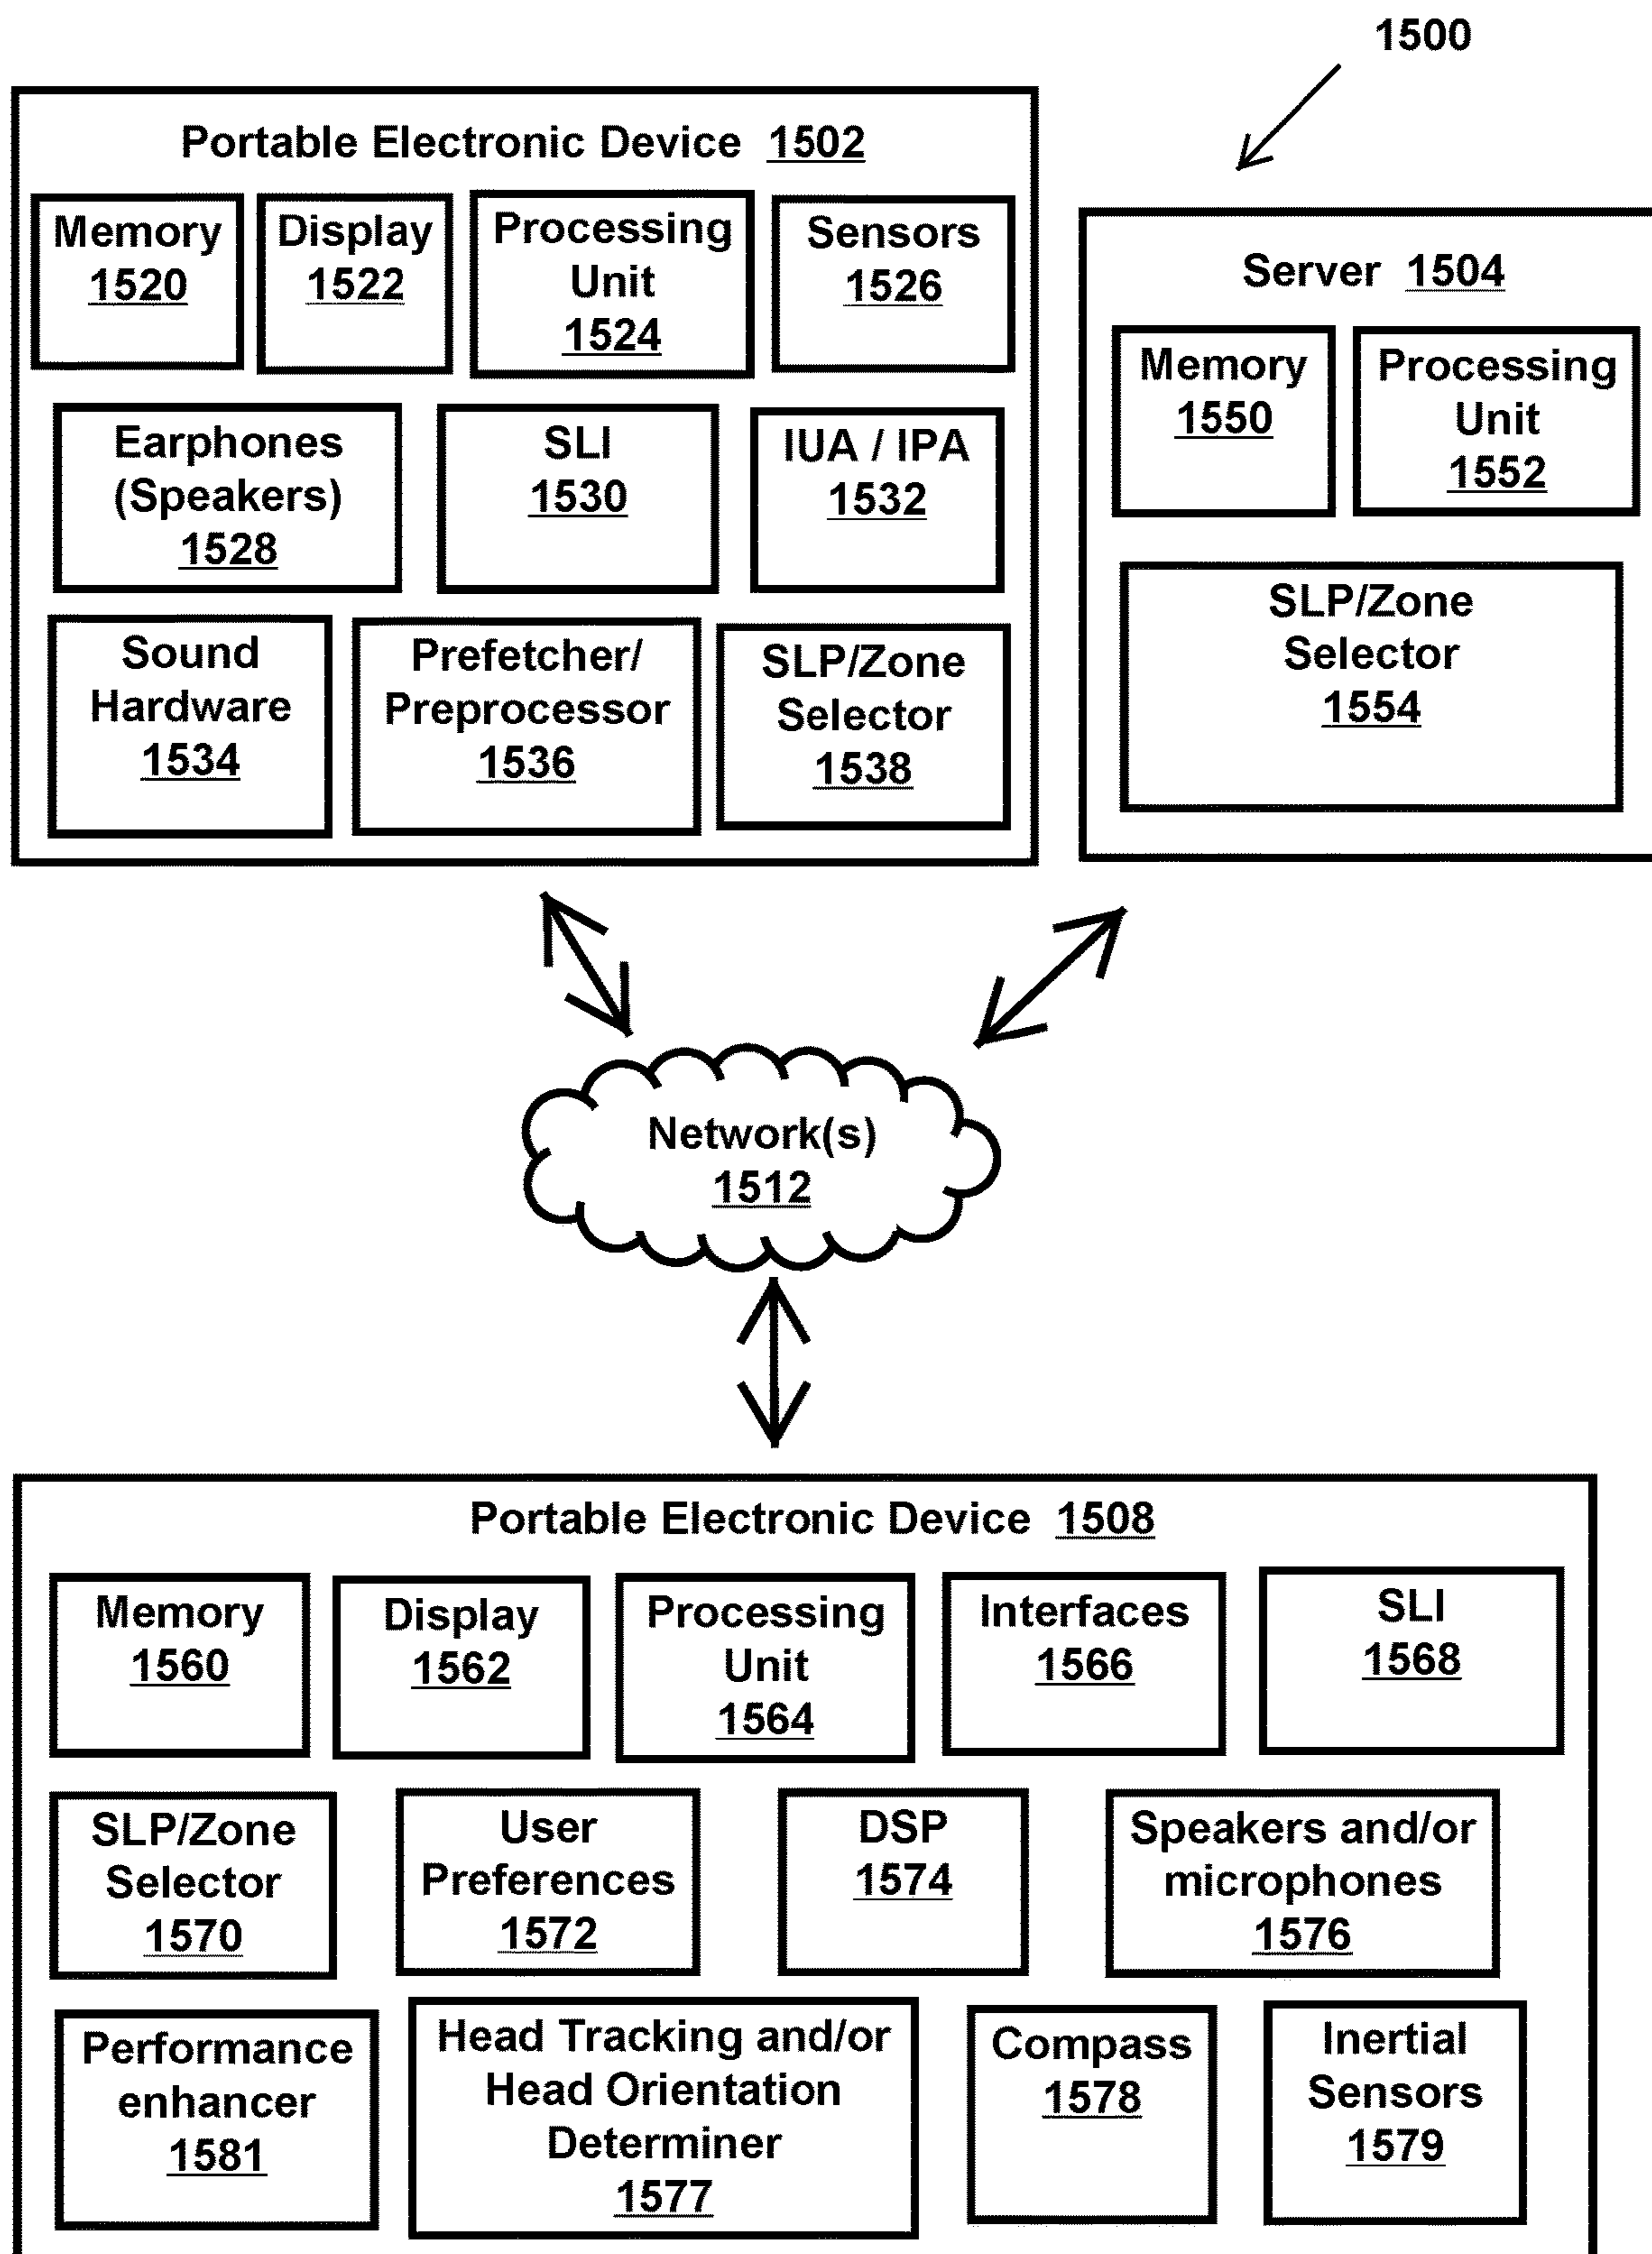 1500
Portable Electronic Device 1502
Memory
1520
Display
1522
Processing
Unit
1524
Sensors
1526
Earphones
(Speakers)
1528
SLI
1530
IUA / IPA
1532
Sound
Hardware
1534
Prefetcher/
Preprocessor
1536
SLP/Zone
Selector
1538
Server 1504
Memory
1550
Processing
Unit
1552
SLP/Zone
Selector
1554
Network(s)
1512
Portable Electronic Device 1508
Memory
1560
Display
1562
Processing
Unit
1564
Interfaces
1566
SLI
1568
SLP/Zone
Selector
1570
User
Preferences
1572
DSP
1574
Speakers and/or
microphones
1576
Performance
enhancer
1581
Head Tracking and/or
Head Orientation
Determiner
1577
Compass
1578
Inertial
Sensors
1579